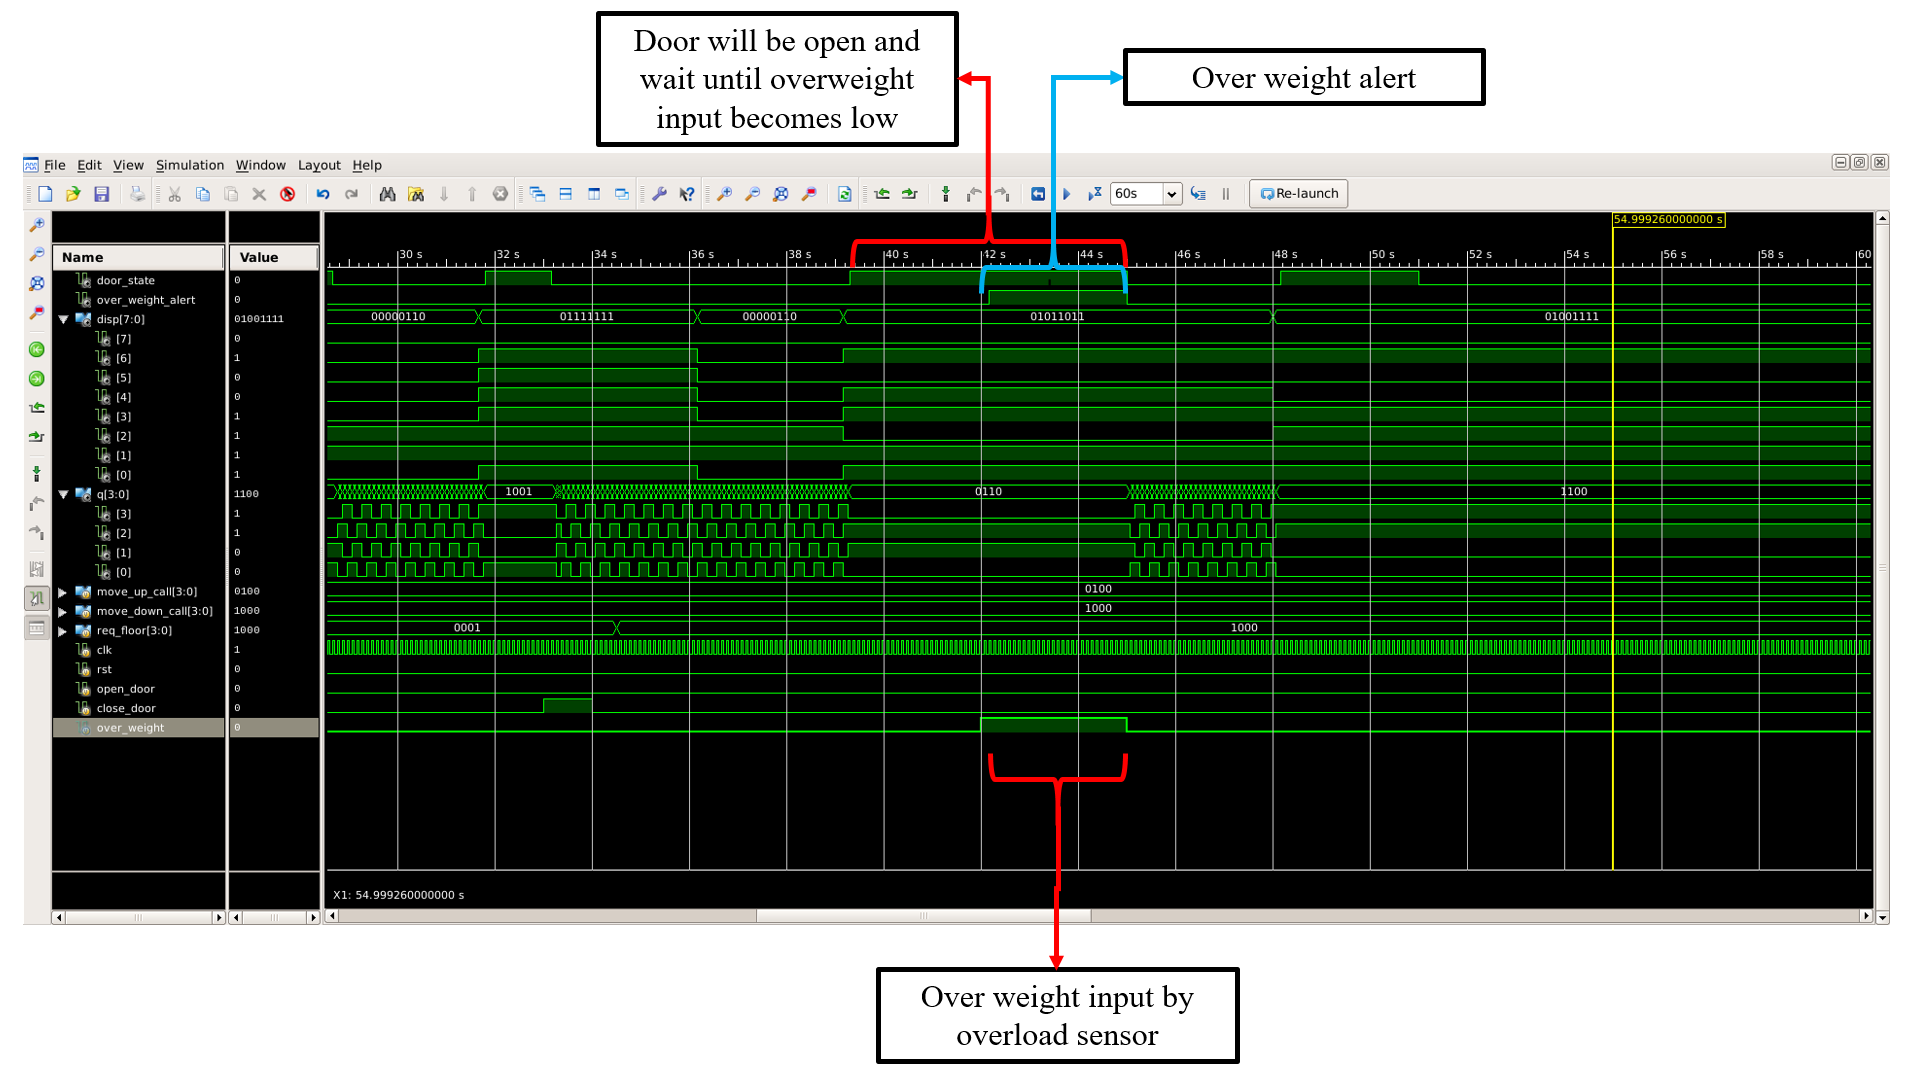 Door will be open and
wait until overweight
input becomes low
Over weight alert
File Edit View Simulation Window Layout Help
60s
Re-launch
54.999260000000 s
Name Value
30 s 32 s 34 s 36 s 38 s 40 s 42 s 44 s 46 s 48 s 50 s 52 s 54 s 56 s 58 s 60
door_state 0
over_weight_alert 0
disp[7:0] 01001111 00000110 01111111 00000110 01011011 01001111
[7] 0
[6] 1
[5] 0
[4] 0
[3] 1
[2] 1
[1] 1
[0] 1
q[3:0] 1100 1001 0110 1100
[3] 1
[2] 1
[1] 0
[0] 0
move_up_call[3:0] 0100 0100
move_down_call[3:0] 1000 1000
req_floor[3:0] 1000 0001 1000
clk 1
rst 0
open_door 0
close_door 0
over_weight 0
X1: 54.999260000000 s
Over weight input by
overload sensor